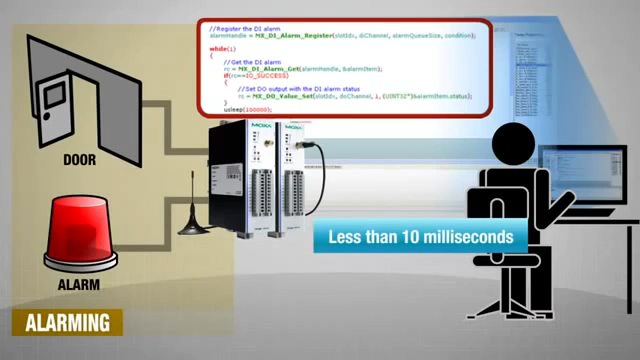 //Register the DI alarm
alarmHandle = MX_DI_Alarm_Register(slotIdx, diChannel, alarmQueueSize, condition);
while(1)
{
//Get the DI alarm
rc = MX_DI_Alarm_Get(alarmHandle, &alarmItem);
if(rc==IO_SUCCESS)
{
//Set DO output with the DI alarm status
rc = MX_DO_Value_Set(slotIdx, doChannel, 1, (UINT32*)&alarmItem.status);
}
usleep(100000);
DOOR
MOXA
MOXA
Less than 10 milliseconds
ALARM
ALARMING